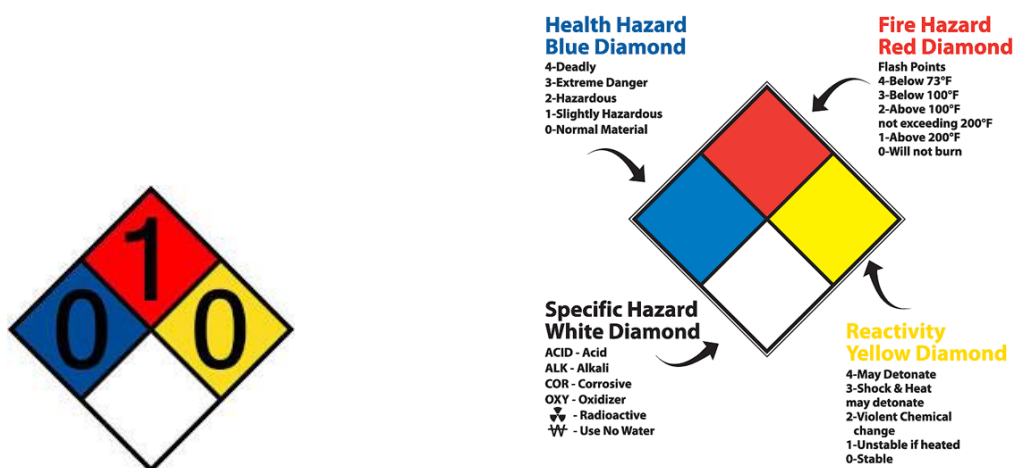 1
0 0
Health Hazard
Blue Diamond
4-Deadly
3-Extreme Danger
2-Hazardous
1-Slightly Hazardous
0-Normal Material
Fire Hazard
Red Diamond
Flash Points
4-Below 73°F
3-Below 100°F
2-Above 100°F
not exceeding 200°F
1-Above 200°F
0-Will not burn
Specific Hazard
White Diamond
ACID - Acid
ALK - Alkali
COR - Corrosive
OXY - Oxidizer
☢ - Radioactive
W̶ - Use No Water
Reactivity
Yellow Diamond
4-May Detonate
3-Shock & Heat
may detonate
2-Violent Chemical
change
1-Unstable if heated
0-Stable